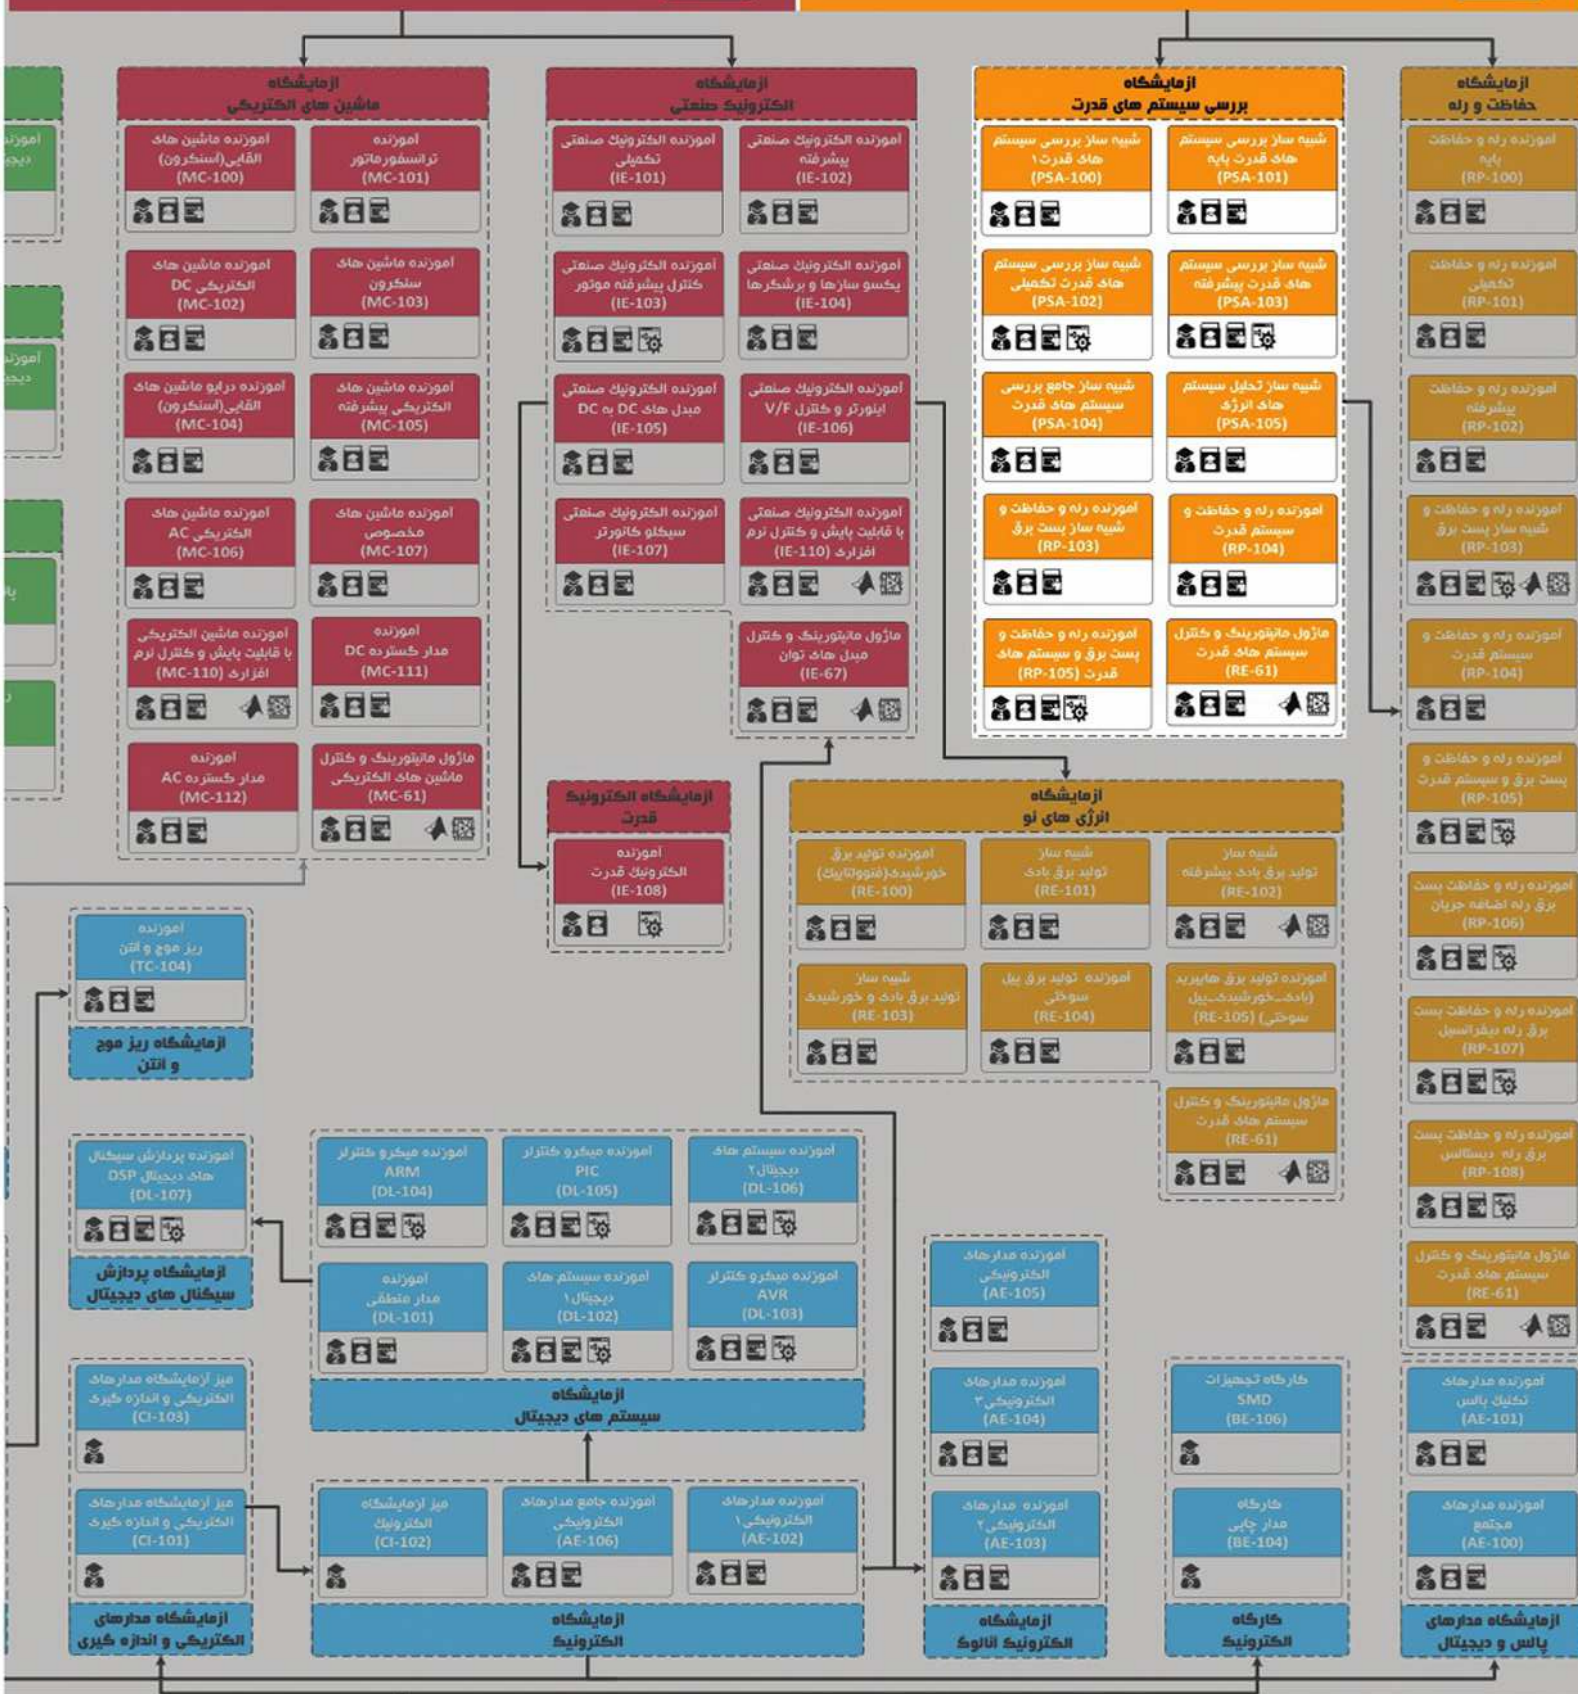 آزمایشگاه
ماشین های الکتریکی
آموزنده ماشین های
القایی(آسنکرون)
(MC-100)
آموزنده
ترانسفورماتور
(MC-101)
آموزنده ماشین های
الکتریکی DC
(MC-102)
آموزنده ماشین های
سنکرون
(MC-103)
آموزنده درایو ماشین های
القایی(آسنکرون)
(MC-104)
آموزنده ماشین های
الکتریکی پیشرفته
(MC-105)
آموزنده ماشین های
الکتریکی AC
(MC-106)
آموزنده ماشین های
مخصوص
(MC-107)
آموزنده ماشین الکتریکی
با قابلیت پایش و کنترل نرم
افزاری (MC-110)
آموزنده
مدار گسترده DC
(MC-111)
آموزنده
مدار گسترده AC
(MC-112)
ماژول مانیتورینگ و کنترل
ماشین های الکتریکی
(MC-61)
آزمایشگاه
الکترونیک صنعتی
آموزنده الکترونیک صنعتی
تکمیلی
(IE-101)
آموزنده الکترونیک صنعتی
پیشرفته
(IE-102)
آموزنده الکترونیک صنعتی
کنترل پیشرفته موتور
(IE-103)
آموزنده الکترونیک صنعتی
یکسو سازها و برشگرها
(IE-104)
آموزنده الکترونیک صنعتی
مبدل های DC به DC
(IE-105)
آموزنده الکترونیک صنعتی
اینورتر و کنترل V/F
(IE-106)
آموزنده الکترونیک صنعتی
سیکلو کانورتر
(IE-107)
آموزنده الکترونیک صنعتی
با قابلیت پایش و کنترل نرم
افزاری (IE-110)
ماژول مانیتورینگ و کنترل
مبدل های توان
(IE-67)
آزمایشگاه
بررسی سیستم های قدرت
شبیه ساز بررسی سیستم
های قدرت۱
(PSA-100)
شبیه ساز بررسی سیستم
های قدرت پایه
(PSA-101)
شبیه ساز بررسی سیستم
های قدرت تکمیلی
(PSA-102)
شبیه ساز بررسی سیستم
های قدرت پیشرفته
(PSA-103)
شبیه ساز جامع بررسی
سیستم های قدرت
(PSA-104)
شبیه ساز تحلیل سیستم
های انرژی
(PSA-105)
آموزنده رله و حفاظت و
شبیه ساز پست برق
(RP-103)
آموزنده رله و حفاظت و
سیستم قدرت
(RP-104)
آموزنده رله و حفاظت و
پست برق و سیستم های
قدرت (RP-105)
ماژول مانیتورینگ و کنترل
سیستم های قدرت
(RE-61)
آزمایشگاه
حفاظت و رله
آموزنده رله و حفاظت
پایه
(RP-100)
آموزنده رله و حفاظت
تکمیلی
(RP-101)
آموزنده رله و حفاظت
پیشرفته
(RP-102)
آموزنده رله و حفاظت و
شبیه ساز پست برق
(RP-103)
آموزنده رله و حفاظت و
سیستم قدرت
(RP-104)
آموزنده رله و حفاظت و
پست برق و سیستم قدرت
(RP-105)
آموزنده رله و حفاظت پست
برق رله اضافه جریان
(RP-106)
آموزنده رله و حفاظت پست
برق رله دیفرانسیل
(RP-107)
آموزنده رله و حفاظت پست
برق رله دیستانس
(RP-108)
ماژول مانیتورینگ و کنترل
سیستم های قدرت
(RE-61)
آزمایشگاه الکترونیک
قدرت
آموزنده
الکترونیک قدرت
(IE-108)
آزمایشگاه
انرژی های نو
آموزنده تولید برق
خورشیدی(فتوولتاییک)
(RE-100)
شبیه ساز
تولید برق بادی
(RE-101)
شبیه ساز
تولید برق بادی پیشرفته
(RE-102)
شبیه ساز
تولید برق بادی و خورشیدی
(RE-103)
آموزنده تولید برق پیل
سوختی
(RE-104)
آموزنده تولید برق هایبرید
(بادی_خورشیدی_پیل
سوختی) (RE-105)
ماژول مانیتورینگ و کنترل
سیستم های قدرت
(RE-61)
آموزنده
ریز موج و آنتن
(TC-104)
آزمایشگاه ریز موج
و آنتن
آموزنده پردازش سیگنال
های دیجیتال DSP
(DL-107)
آزمایشگاه پردازش
سیگنال های دیجیتال
آموزنده میکرو کنترلر
ARM
(DL-104)
آموزنده میکرو کنترلر
PIC
(DL-105)
آموزنده سیستم های
دیجیتال۲
(DL-106)
آموزنده
مدار منطقی
(DL-101)
آموزنده سیستم های
دیجیتال۱
(DL-102)
آموزنده میکرو کنترلر
AVR
(DL-103)
آزمایشگاه
سیستم های دیجیتال
میز آزمایشگاه مدارهای
الکتریکی و اندازه گیری
(CI-103)
میز آزمایشگاه مدارهای
الکتریکی و اندازه گیری
(CI-101)
آزمایشگاه مدارهای
الکتریکی و اندازه گیری
میز آزمایشگاه
الکترونیک
(CI-102)
آموزنده جامع مدارهای
الکترونیکی
(AE-106)
آموزنده مدارهای
الکترونیکی۱
(AE-102)
آزمایشگاه
الکترونیک
آموزنده مدارهای
الکترونیکی
(AE-105)
آموزنده مدارهای
الکترونیکی۳
(AE-104)
آموزنده مدارهای
الکترونیکی۲
(AE-103)
آزمایشگاه
الکترونیک آنالوگ
کارگاه تجهیزات
SMD
(BE-106)
کارگاه
مدار چاپی
(BE-104)
کارگاه
الکترونیک
آموزنده مدارهای
تکنیک پالس
(AE-101)
آموزنده مدارهای
مجتمع
(AE-100)
آزمایشگاه مدارهای
پالس و دیجیتال